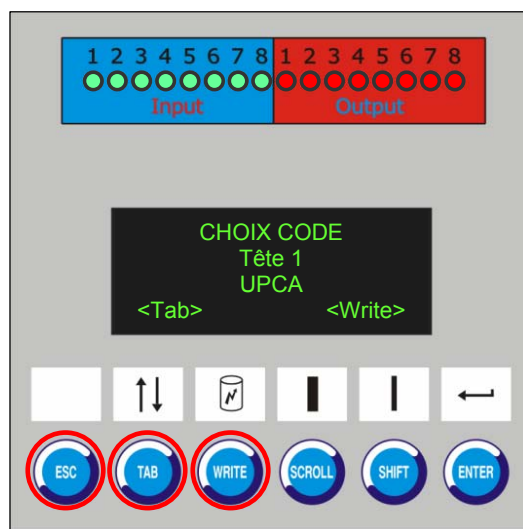 1 2 3 4 5 6 7 8 1 2 3 4 5 6 7 8
Input Output
CHOIX CODE
Tête 1
UPCA
<Tab> <Write>
ESC TAB WRITE SCROLL SHIFT ENTER